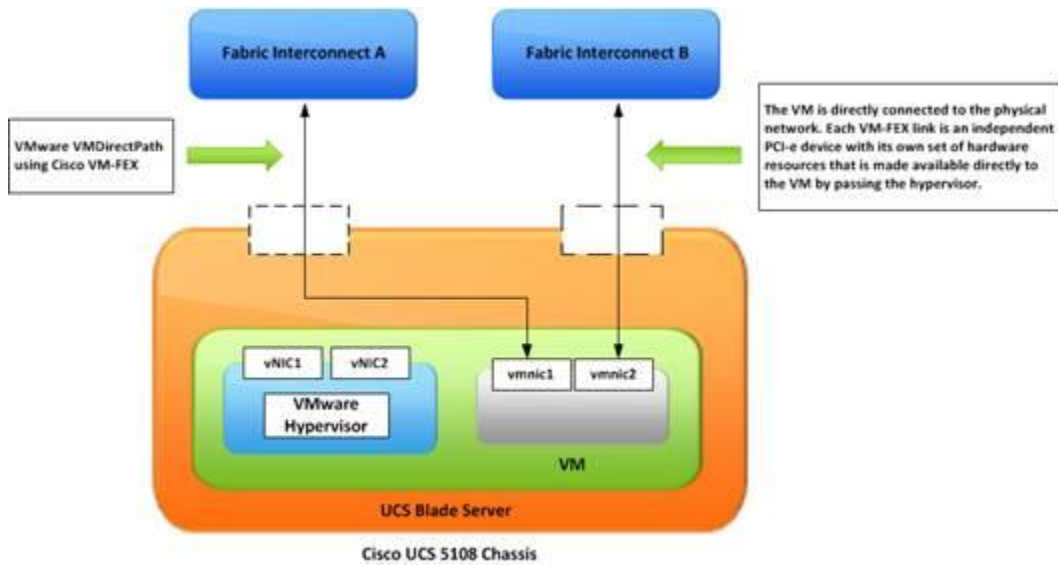 Fabric Interconnect A
Fabric Interconnect B
VMware VMDirectPath
using Cisco VM-FEX
The VM is directly connected to the physical
network. Each VM-FEX link is an independent
PCI-e device with its own set of hardware
resources that is made available directly to
the VM by passing the hypervisor.
vNIC1
vNIC2
VMware
Hypervisor
vmnic1
vmnic2
VM
UCS Blade Server
Cisco UCS 5108 Chassis